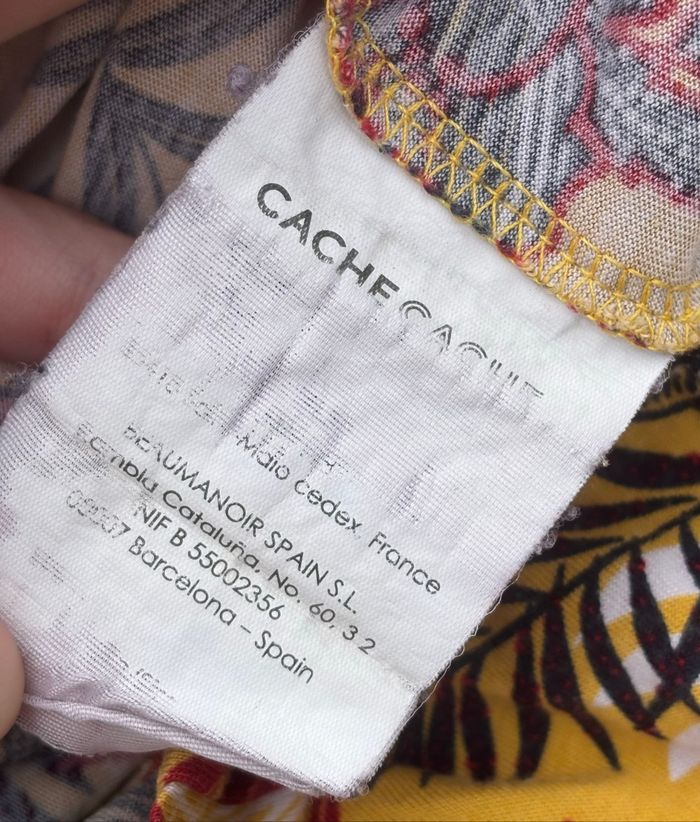 CACHE CACHE
Malo cedex, France
BEAUMANOIR SPAIN S.L.
Rambla Cataluña, No. 60, 3 2
NIF B 55002356
Barcelona – Spain